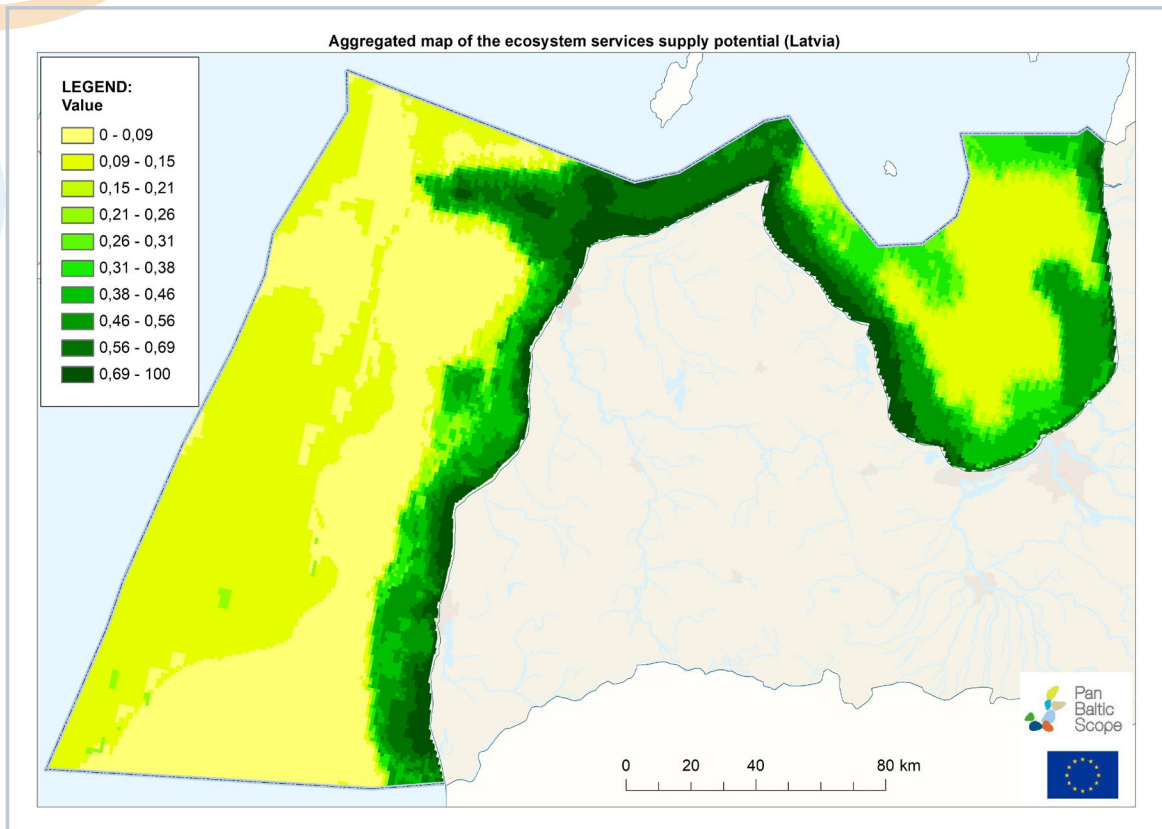 Aggregated map of the ecosystem services supply potential (Latvia)
LEGEND:
Value
0 - 0,09
0,09 - 0,15
0,15 - 0,21
0,21 - 0,26
0,26 - 0,31
0,31 - 0,38
0,38 - 0,46
0,46 - 0,56
0,56 - 0,69
0,69 - 100
0 20 40 80 km
Pan
Baltic
Scope